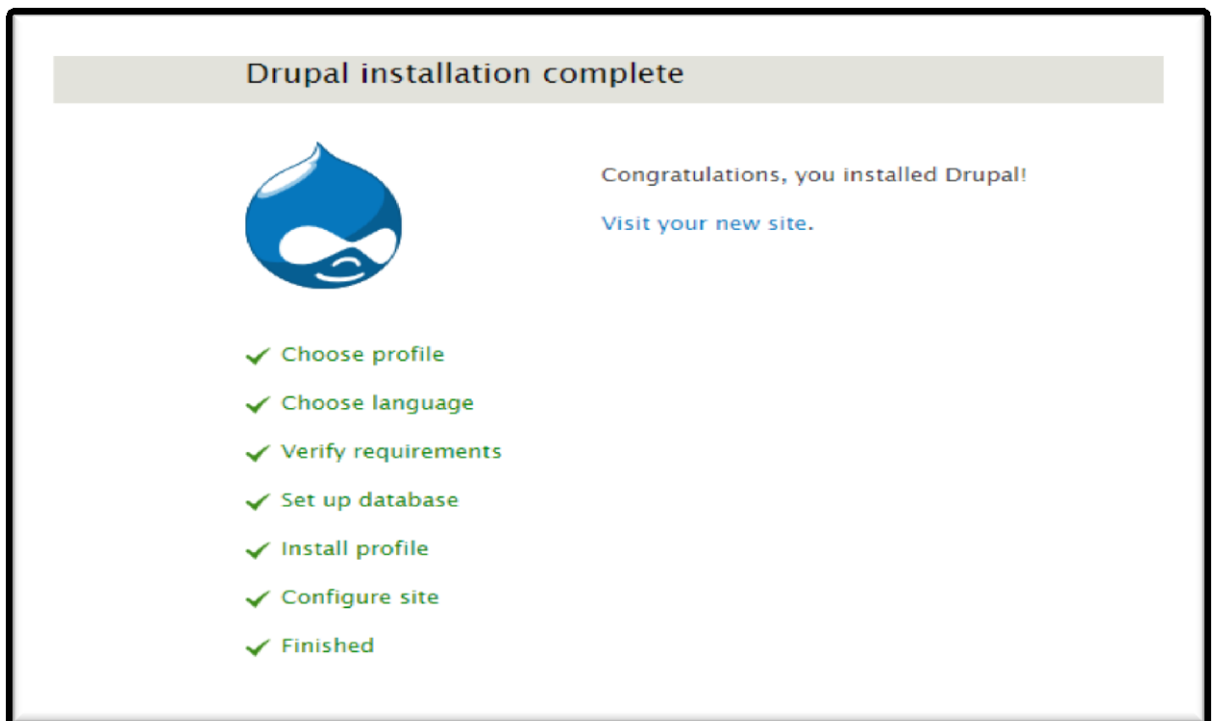 Drupal installation complete
Congratulations, you installed Drupal!
Visit your new site.
Choose profile
Choose language
Verify requirements
Set up database
Install profile
Configure site
Finished